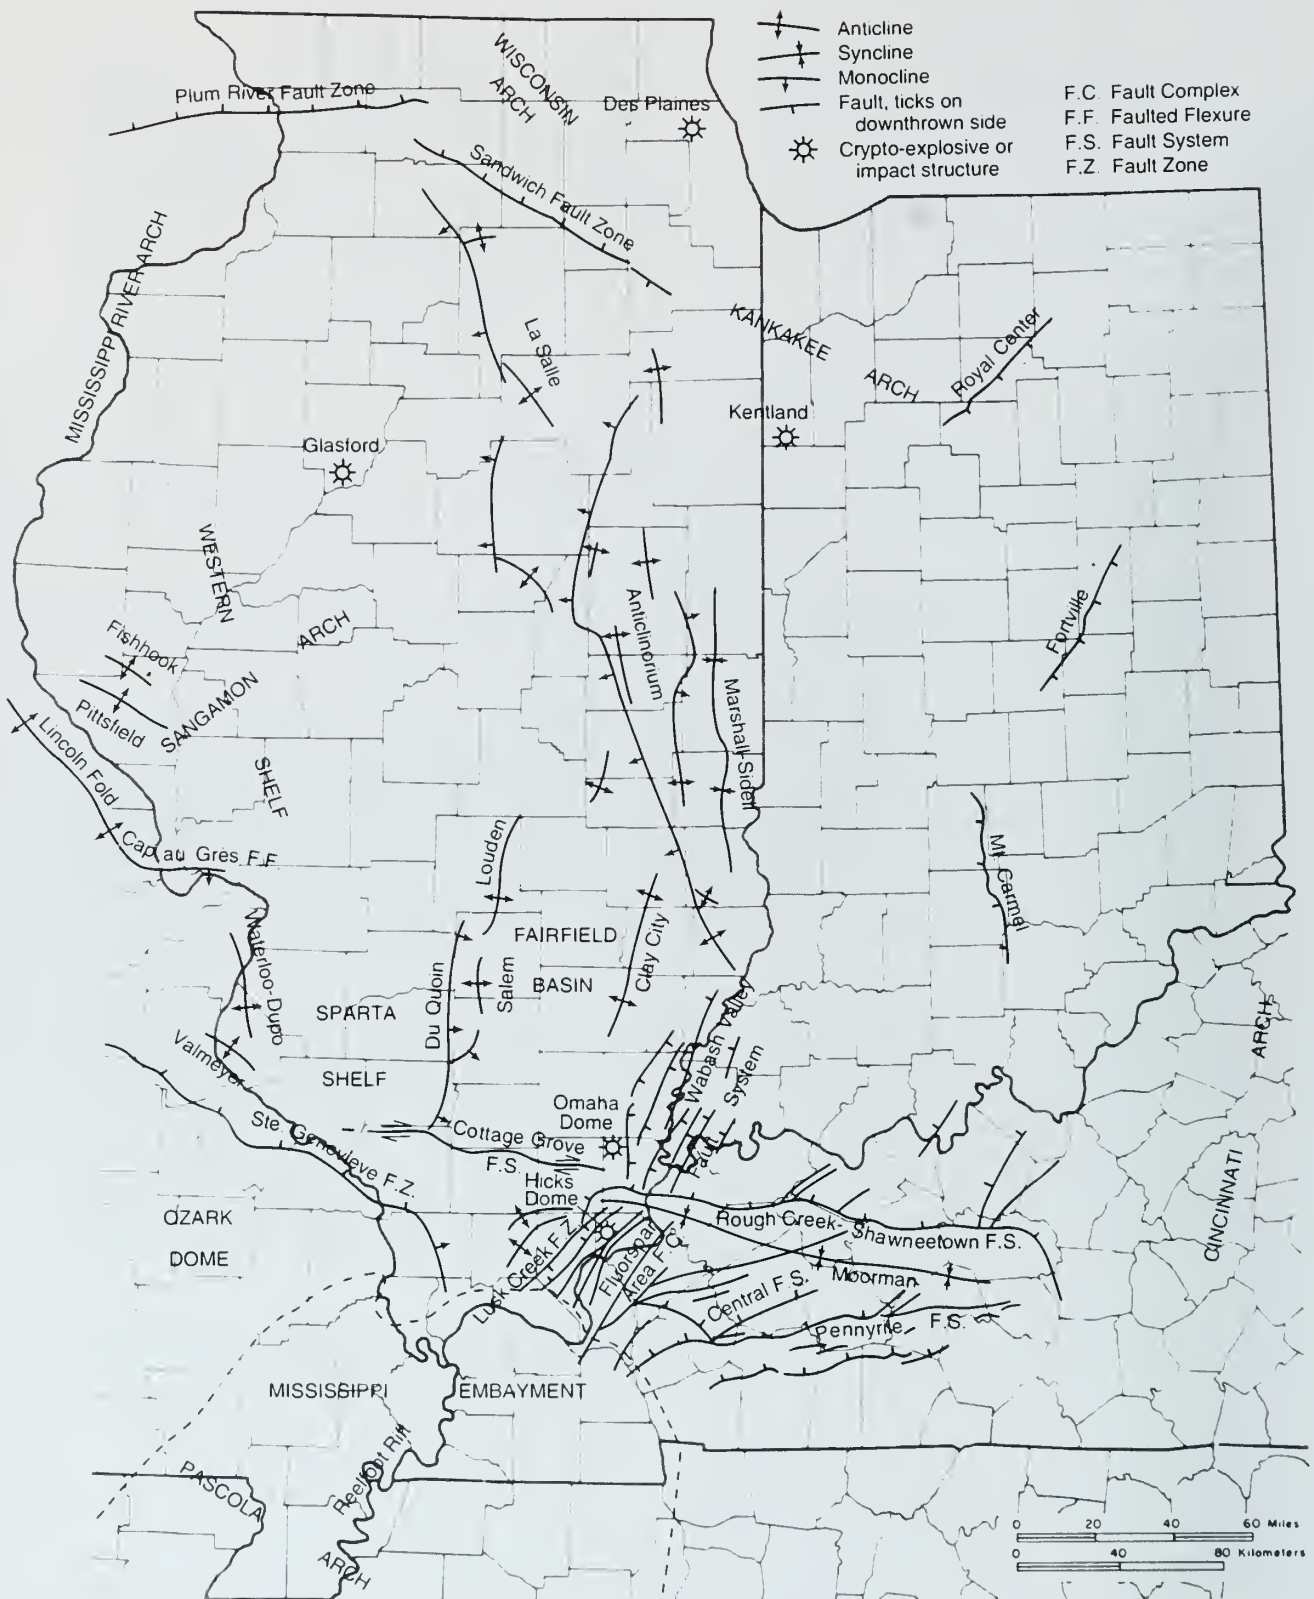 Anticline
Syncline
Monocline
Fault, ticks on
downthrown side
Crypto-explosive or
impact structure
F.C. Fault Complex
F.F. Faulted Flexure
F.S. Fault System
F.Z. Fault Zone
WISCONSIN
ARCH
Plum River Fault Zone
Des Plaines
Sandwich Fault Zone
MISSISSIPPI RIVER ARCH
KANKAKEE
ARCH
La Salle
Royal Center
Kentland
Glasford
WESTERN
ARCH
Anticlinorium
Fortville
Fishhook
Pittsfield
SANGAMON
Lincoln Fold
SHELF
Marshall-Sidell
Cap au Grès F.F.
Louden
Mt. Carmel
FAIRFIELD
BASIN
Clay City
Waterloo-Dupo
Du Quoin
Salem
SPARTA
SHELF
Valmeyer
Wabash Valley
Fault
System
ARCH
CINCINNATI
Omaha
Dome
Ste. Genevieve F.Z.
Cottage Grove
F.S.
Hicks
Dome
OZARK
DOME
Rough Creek-
Shawneetown F.S.
Lusk Creek F.Z.
Fluorspar
Area F.C.
Moorman
Central F.S.
Pennyrile
F.S.
MISSISSIPPI
EMBAYMENT
Reelfoot Rift
PASCOLA
ARCH
0 20 40 60 Miles
0 40 80 Kilometers